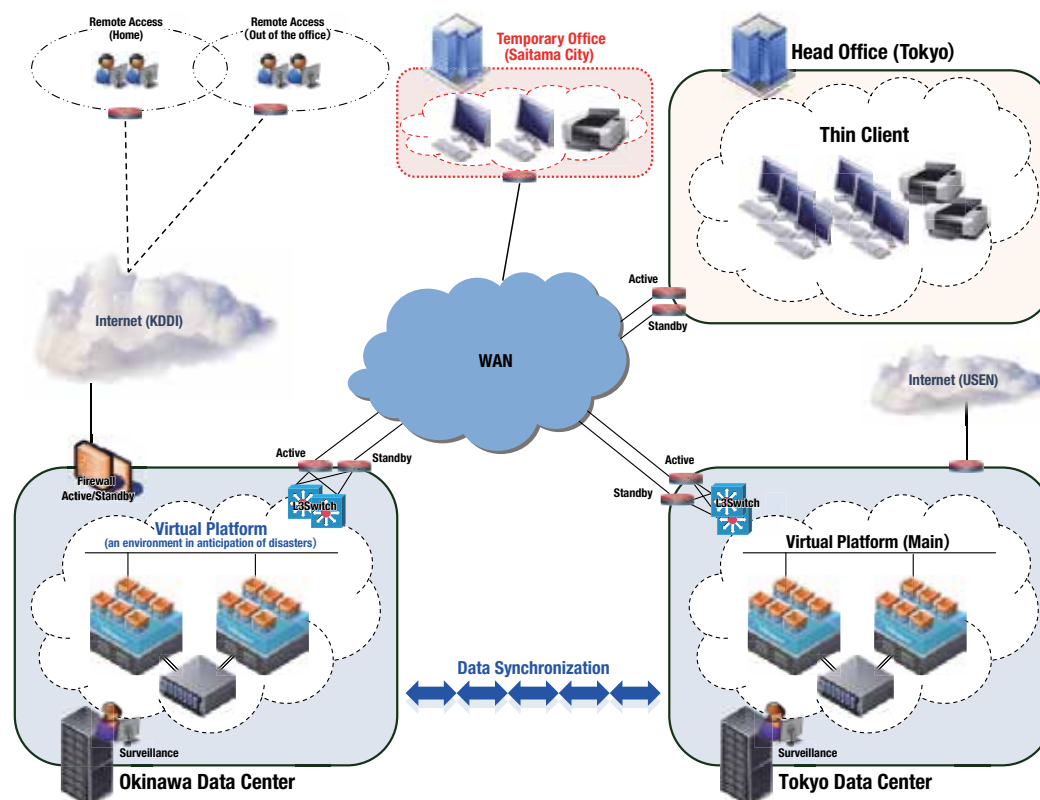 Remote Access
(Home)
Remote Access
(Out of the office)
Temporary Office
(Saitama City)
Head Office (Tokyo)
Thin Client
Active
Standby
Internet (KDDI)
WAN
Internet (USEN)
Firewall
Active/Standby
Active
Standby
L3Switch
Active
Standby
L3Switch
Virtual Platform
(an environment in anticipation of disasters)
Virtual Platform (Main)
Data Synchronization
Surveillance
Okinawa Data Center
Surveillance
Tokyo Data Center